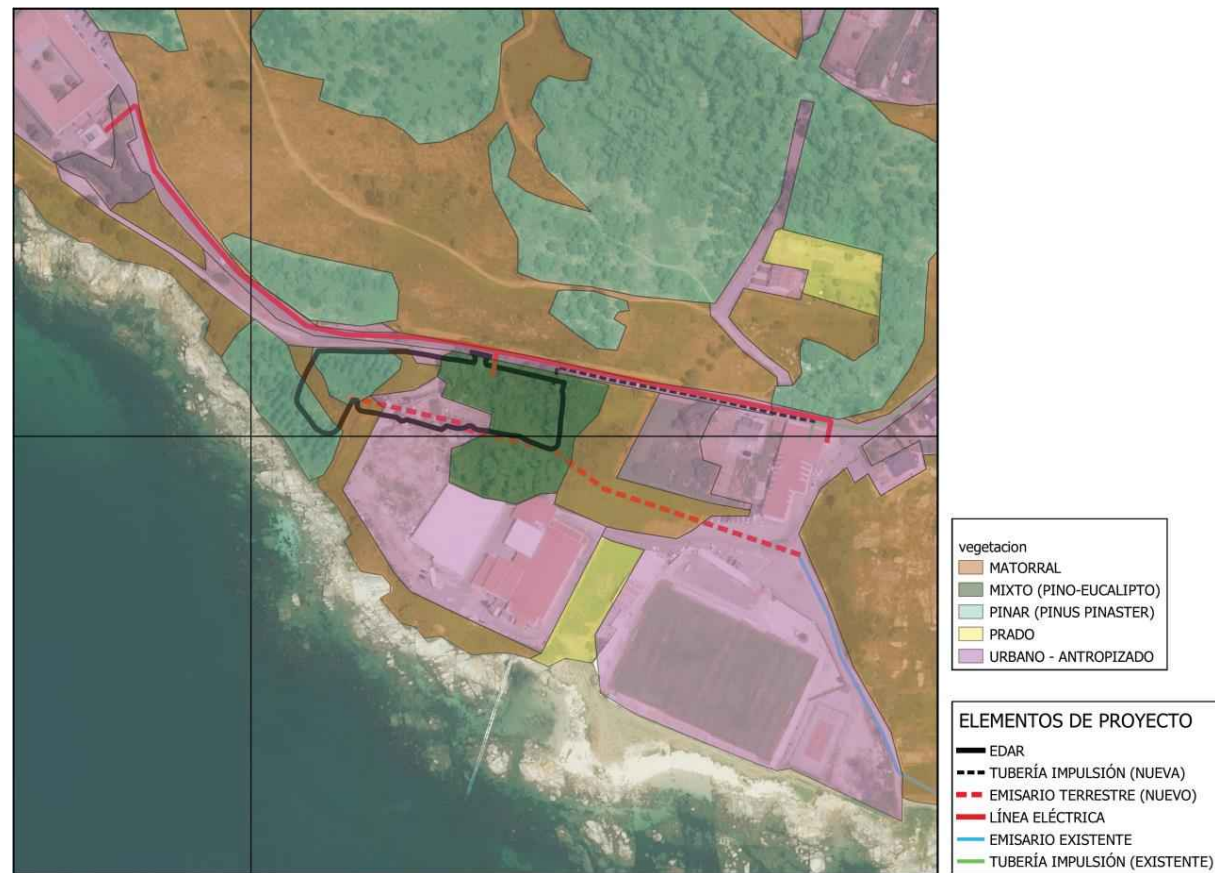 vegetacion
MATORRAL
MIXTO (PINO-EUCALIPTO)
PINAR (PINUS PINASTER)
PRADO
URBANO - ANTROPIZADO
ELEMENTOS DE PROYECTO
EDAR
TUBERÍA IMPULSIÓN (NUEVA)
EMISARIO TERRESTRE (NUEVO)
LÍNEA ELÉCTRICA
EMISARIO EXISTENTE
TUBERÍA IMPULSIÓN (EXISTENTE)